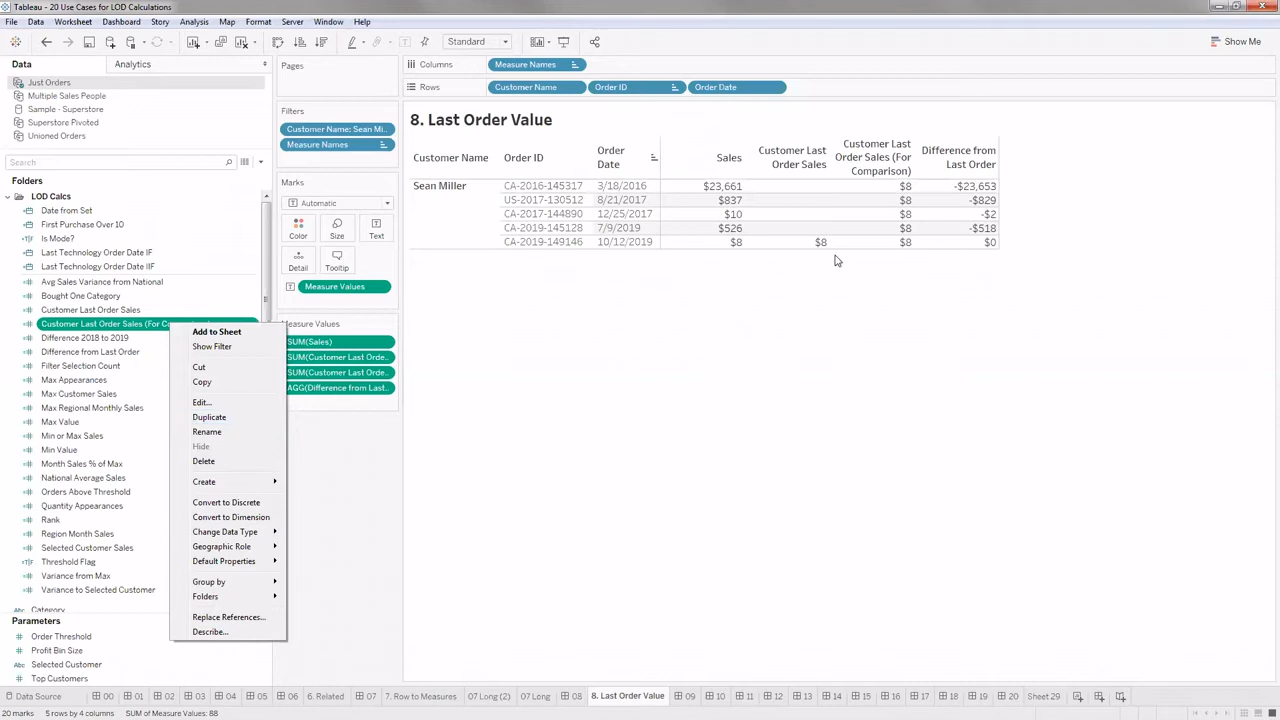 Tableau - 20 Use Cases for LOD Calculations
File Data Worksheet Dashboard Story Analysis Map Format Server Window Help
Standard
Show Me
Data Analytics
Just Orders
Multiple Sales People
Sample - Superstore
Superstore Pivoted
Unioned Orders
Search
Folders
LOD Calcs
Date from Set
First Purchase Over 10
Is Mode?
Last Technology Order Date IF
Last Technology Order Date IIF
Avg Sales Variance from National
Bought One Category
Customer Last Order Sales
Customer Last Order Sales (For Co
Difference 2018 to 2019
Difference from Last Order
Filter Selection Count
Max Appearances
Max Customer Sales
Max Regional Monthly Sales
Max Value
Min or Max Sales
Min Value
Month Sales % of Max
National Average Sales
Orders Above Threshold
Quantity Appearances
Rank
Region Month Sales
Selected Customer Sales
Threshold Flag
Variance from Max
Variance to Selected Customer
Abc Category
Parameters
Order Threshold
Profit Bin Size
Abc Selected Customer
Top Customers
Add to Sheet
Show Filter
Cut
Copy
Edit...
Duplicate
Rename
Hide
Delete
Create
Convert to Discrete
Convert to Dimension
Change Data Type
Geographic Role
Default Properties
Group by
Folders
Replace References...
Describe...
Pages
Filters
Customer Name: Sean Mi..
Measure Names
Marks
Automatic
Color Size Text
Detail Tooltip
Measure Values
Measure Values
SUM(Sales)
SUM(Customer Last Orde..
SUM(Customer Last Orde..
AGG(Difference from Last..
Columns Measure Names
Rows Customer Name Order ID Order Date
8. Last Order Value
Customer Name Order ID Order Date Sales Customer Last Order Sales Customer Last Order Sales (For Comparison) Difference from Last Order
Sean Miller CA-2016-145317 3/18/2016 $23,661 $8 -$23,653
US-2017-130512 8/21/2017 $837 $8 -$829
CA-2017-144890 12/25/2017 $10 $8 -$2
CA-2019-145128 7/9/2019 $526 $8 -$518
CA-2019-149146 10/12/2019 $8 $8 $8 $0
Data Source 00 01 02 03 04 05 06 6. Related 07 7. Row to Measures 07 Long (2) 07 Long 08 8. Last Order Value 09 10 11 12 13 14 15 16 17 18 19 20 Sheet 29
20 marks 5 rows by 4 columns SUM of Measure Values: 88